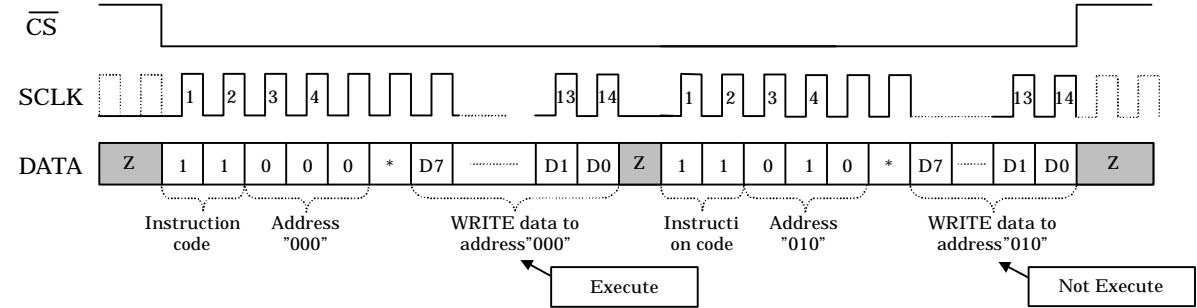 CS
SCLK 1 2 3 4 13 14 1 2 3 4 13 14
DATA Z 1 1 0 0 0 * D7 D1 D0 Z 1 1 0 1 0 * D7 D1 D0 Z
Instruction code
Address "000"
WRITE data to address"000"
Instructi on code
Address "010"
WRITE data to address"010"
Execute
Not Execute